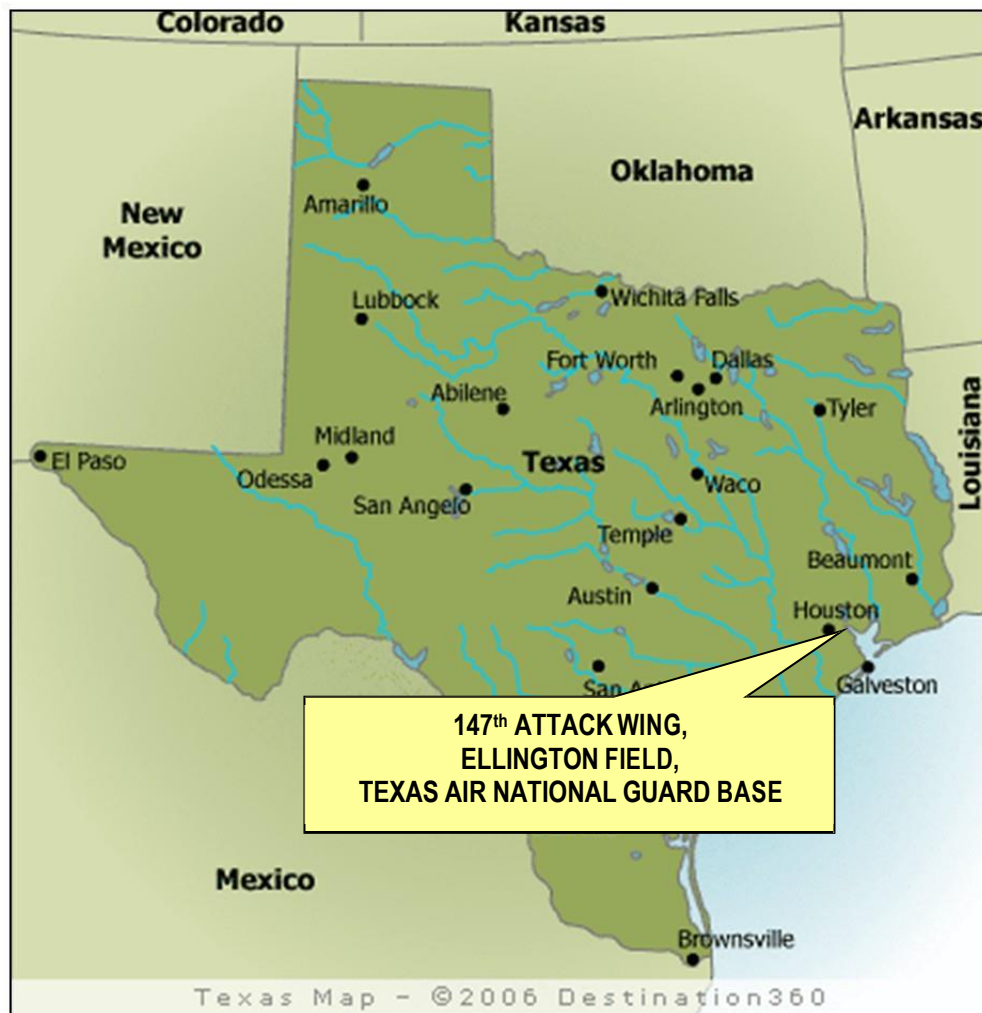 Colorado
Kansas
Arkansas
Oklahoma
New
Mexico
Amarillo
Lubbock
Wichita Falls
Fort Worth
Dallas
Abilene
Arlington
Tyler
Louisiana
Midland
El Paso
Odessa
Texas
Waco
San Angelo
Temple
Beaumont
Austin
Houston
San
Galveston
147th ATTACK WING,
ELLINGTON FIELD,
TEXAS AIR NATIONAL GUARD BASE
Mexico
Brownsville
Texas Map - ©2006 Destination360